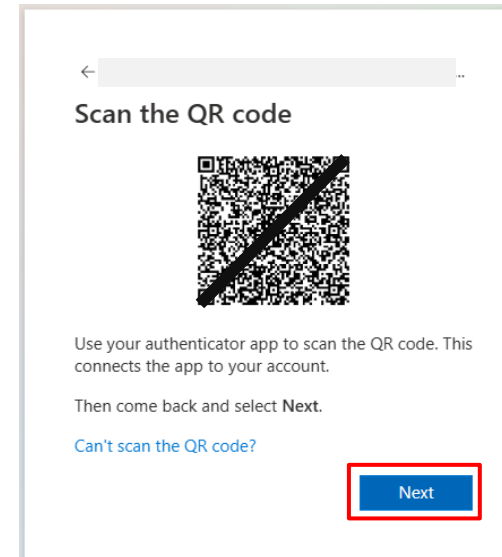 ...
Scan the QR code
Use your authenticator app to scan the QR code. This
connects the app to your account.
Then come back and select Next.
Can't scan the QR code?
Next